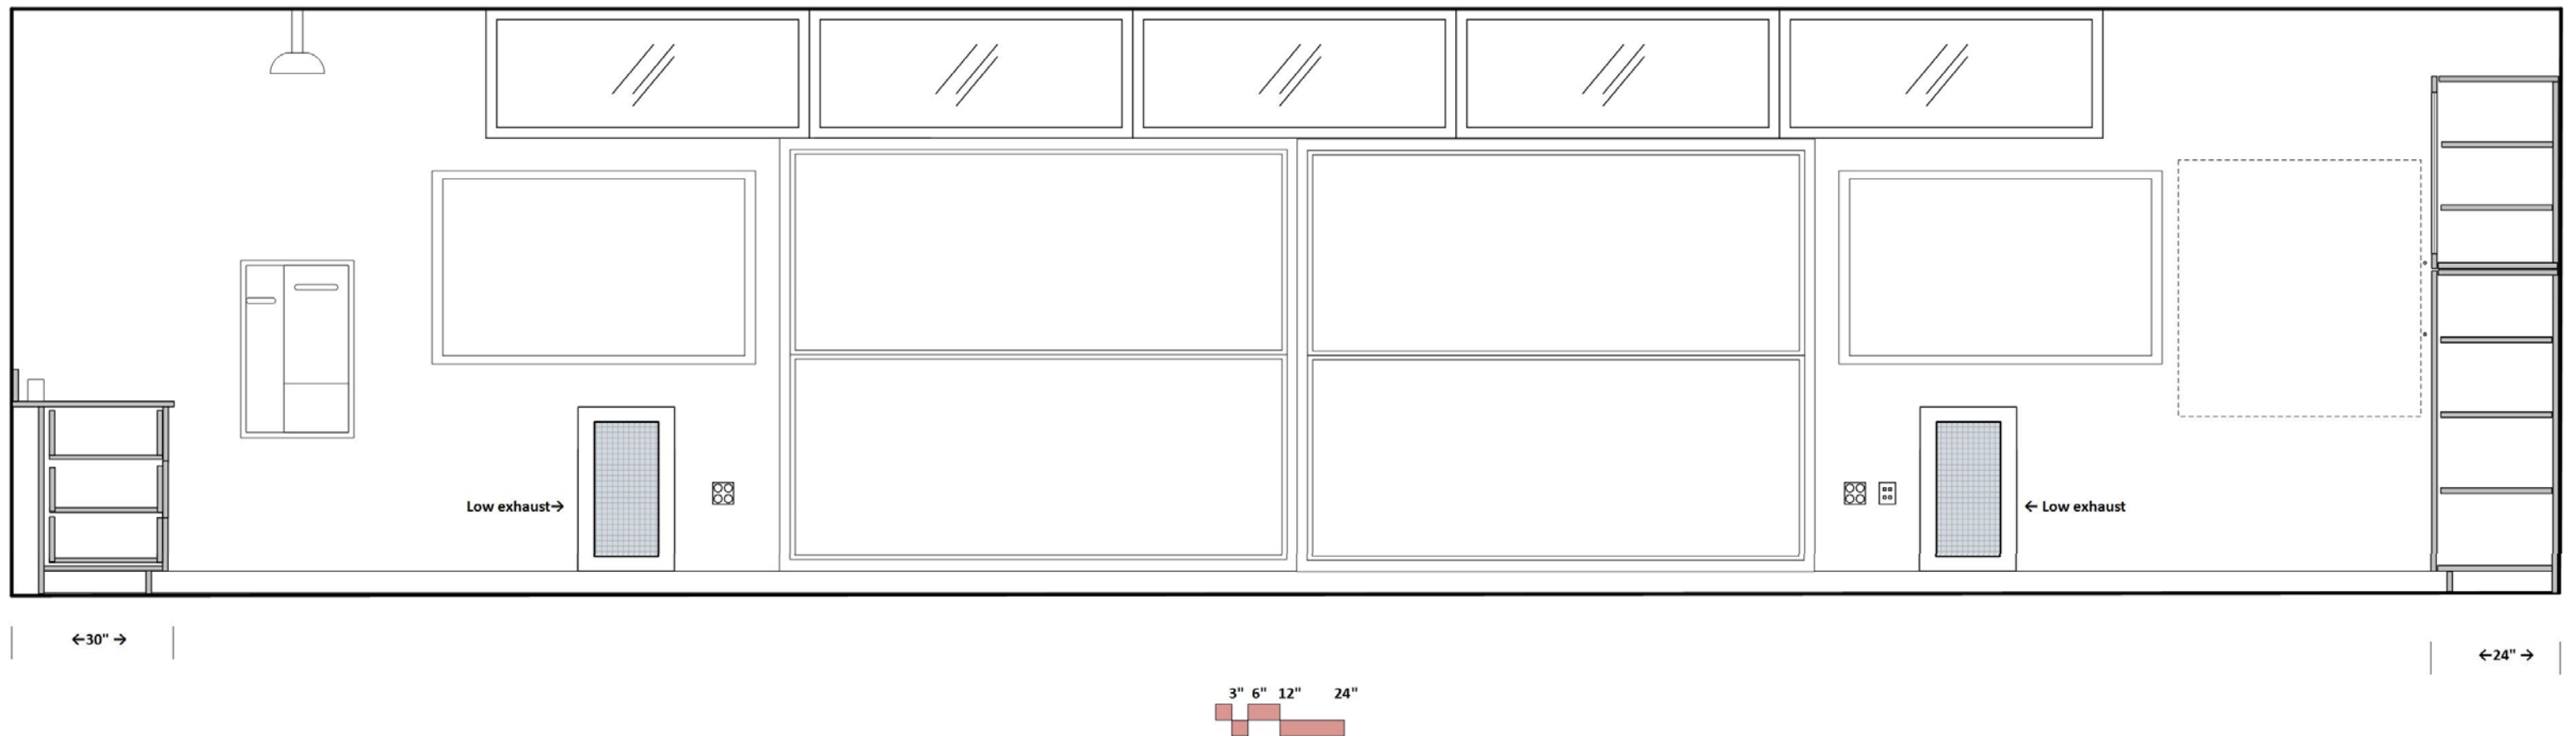 Low exhaust→
← Low exhaust
←30" →
←24" →
3" 6" 12" 24"